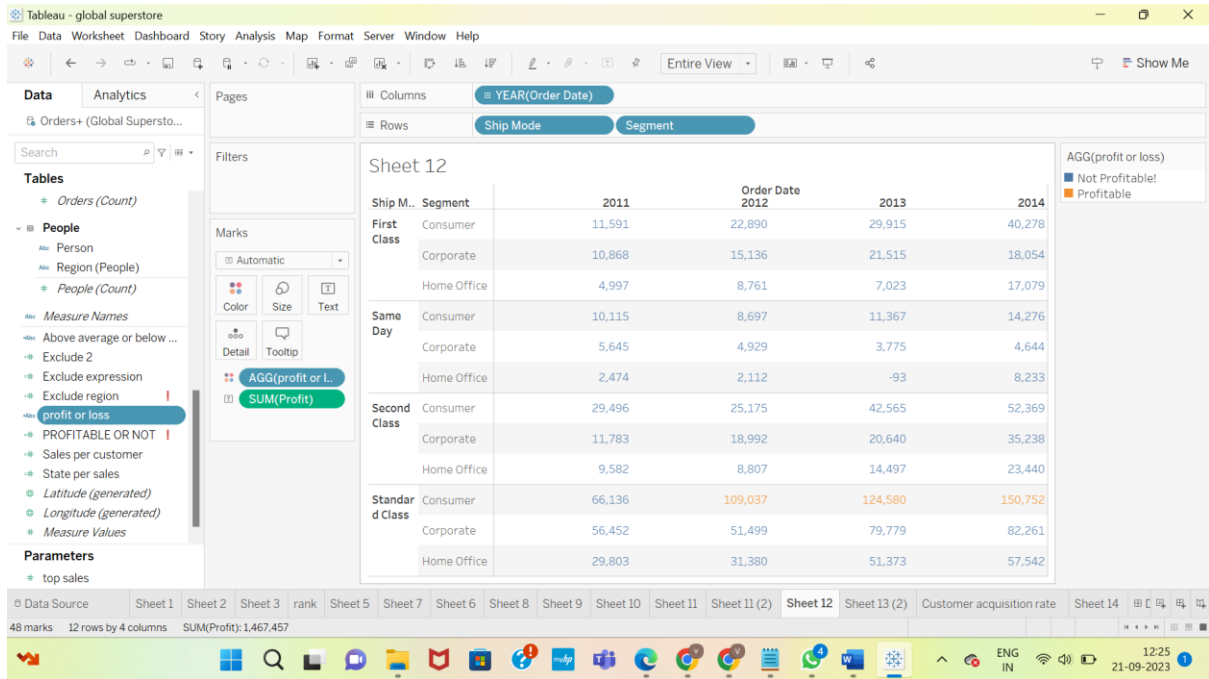 Tableau - global superstore
File Data Worksheet Dashboard Story Analysis Map Format Server Window Help
Entire View
Show Me
Data Analytics
Pages
Columns
YEAR(Order Date)
Orders+ (Global Supersto...
Rows
Ship Mode
Segment
Search
Filters
Sheet 12
AGG(profit or loss)
Not Profitable!
Profitable
Tables
# Orders (Count)
People
Abc Person
Abc Region (People)
# People (Count)
Abc Measure Names
Above average or below ...
Exclude 2
Exclude expression
Exclude region !
profit or loss
PROFITABLE OR NOT !
Sales per customer
State per sales
Latitude (generated)
Longitude (generated)
# Measure Values
Parameters
# top sales
Marks
Automatic
Color Size Text
Detail Tooltip
AGG(profit or l..
SUM(Profit)
Order Date
Ship M.. Segment 2011 2012 2013 2014
First Class Consumer 11,591 22,890 29,915 40,278
Corporate 10,868 15,136 21,515 18,054
Home Office 4,997 8,761 7,023 17,079
Same Day Consumer 10,115 8,697 11,367 14,276
Corporate 5,645 4,929 3,775 4,644
Home Office 2,474 2,112 -93 8,233
Second Class Consumer 29,496 25,175 42,565 52,369
Corporate 11,783 18,992 20,640 35,238
Home Office 9,582 8,807 14,497 23,440
Standard Class Consumer 66,136 109,037 124,580 150,752
Corporate 56,452 51,499 79,779 82,261
Home Office 29,803 31,380 51,373 57,542
Data Source Sheet 1 Sheet 2 Sheet 3 rank Sheet 5 Sheet 7 Sheet 6 Sheet 8 Sheet 9 Sheet 10 Sheet 11 Sheet 11 (2) Sheet 12 Sheet 13 (2) Customer acquisition rate Sheet 14
48 marks 12 rows by 4 columns SUM(Profit): 1,467,457
myhp
4
ENG
IN
12:25
21-09-2023
1